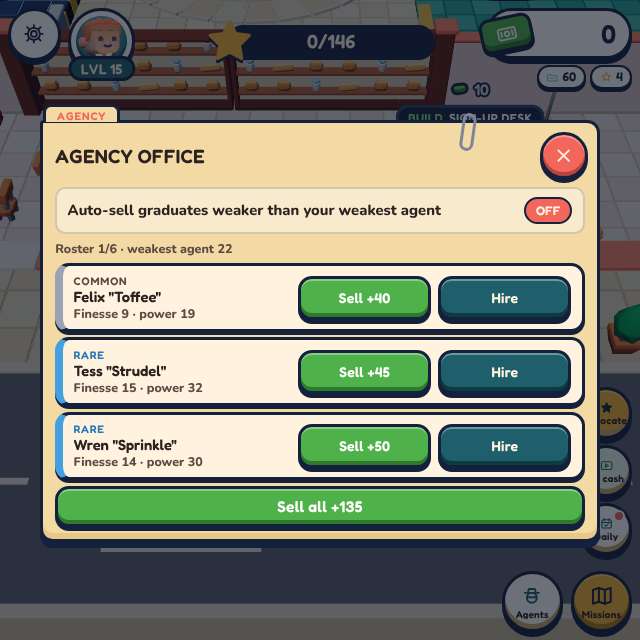 LVL 15
0/146
0
60
4
10
BUILD SIGN-UP DESK
AGENCY
AGENCY OFFICE
Auto-sell graduates weaker than your weakest agent
OFF
Roster 1/6 · weakest agent 22
COMMON
Felix "Toffee"
Finesse 9 · power 19
Sell +40
Hire
RARE
Tess "Strudel"
Finesse 15 · power 32
Sell +45
Hire
RARE
Wren "Sprinkle"
Finesse 14 · power 30
Sell +50
Hire
Sell all +135
cash
Agents
Missions